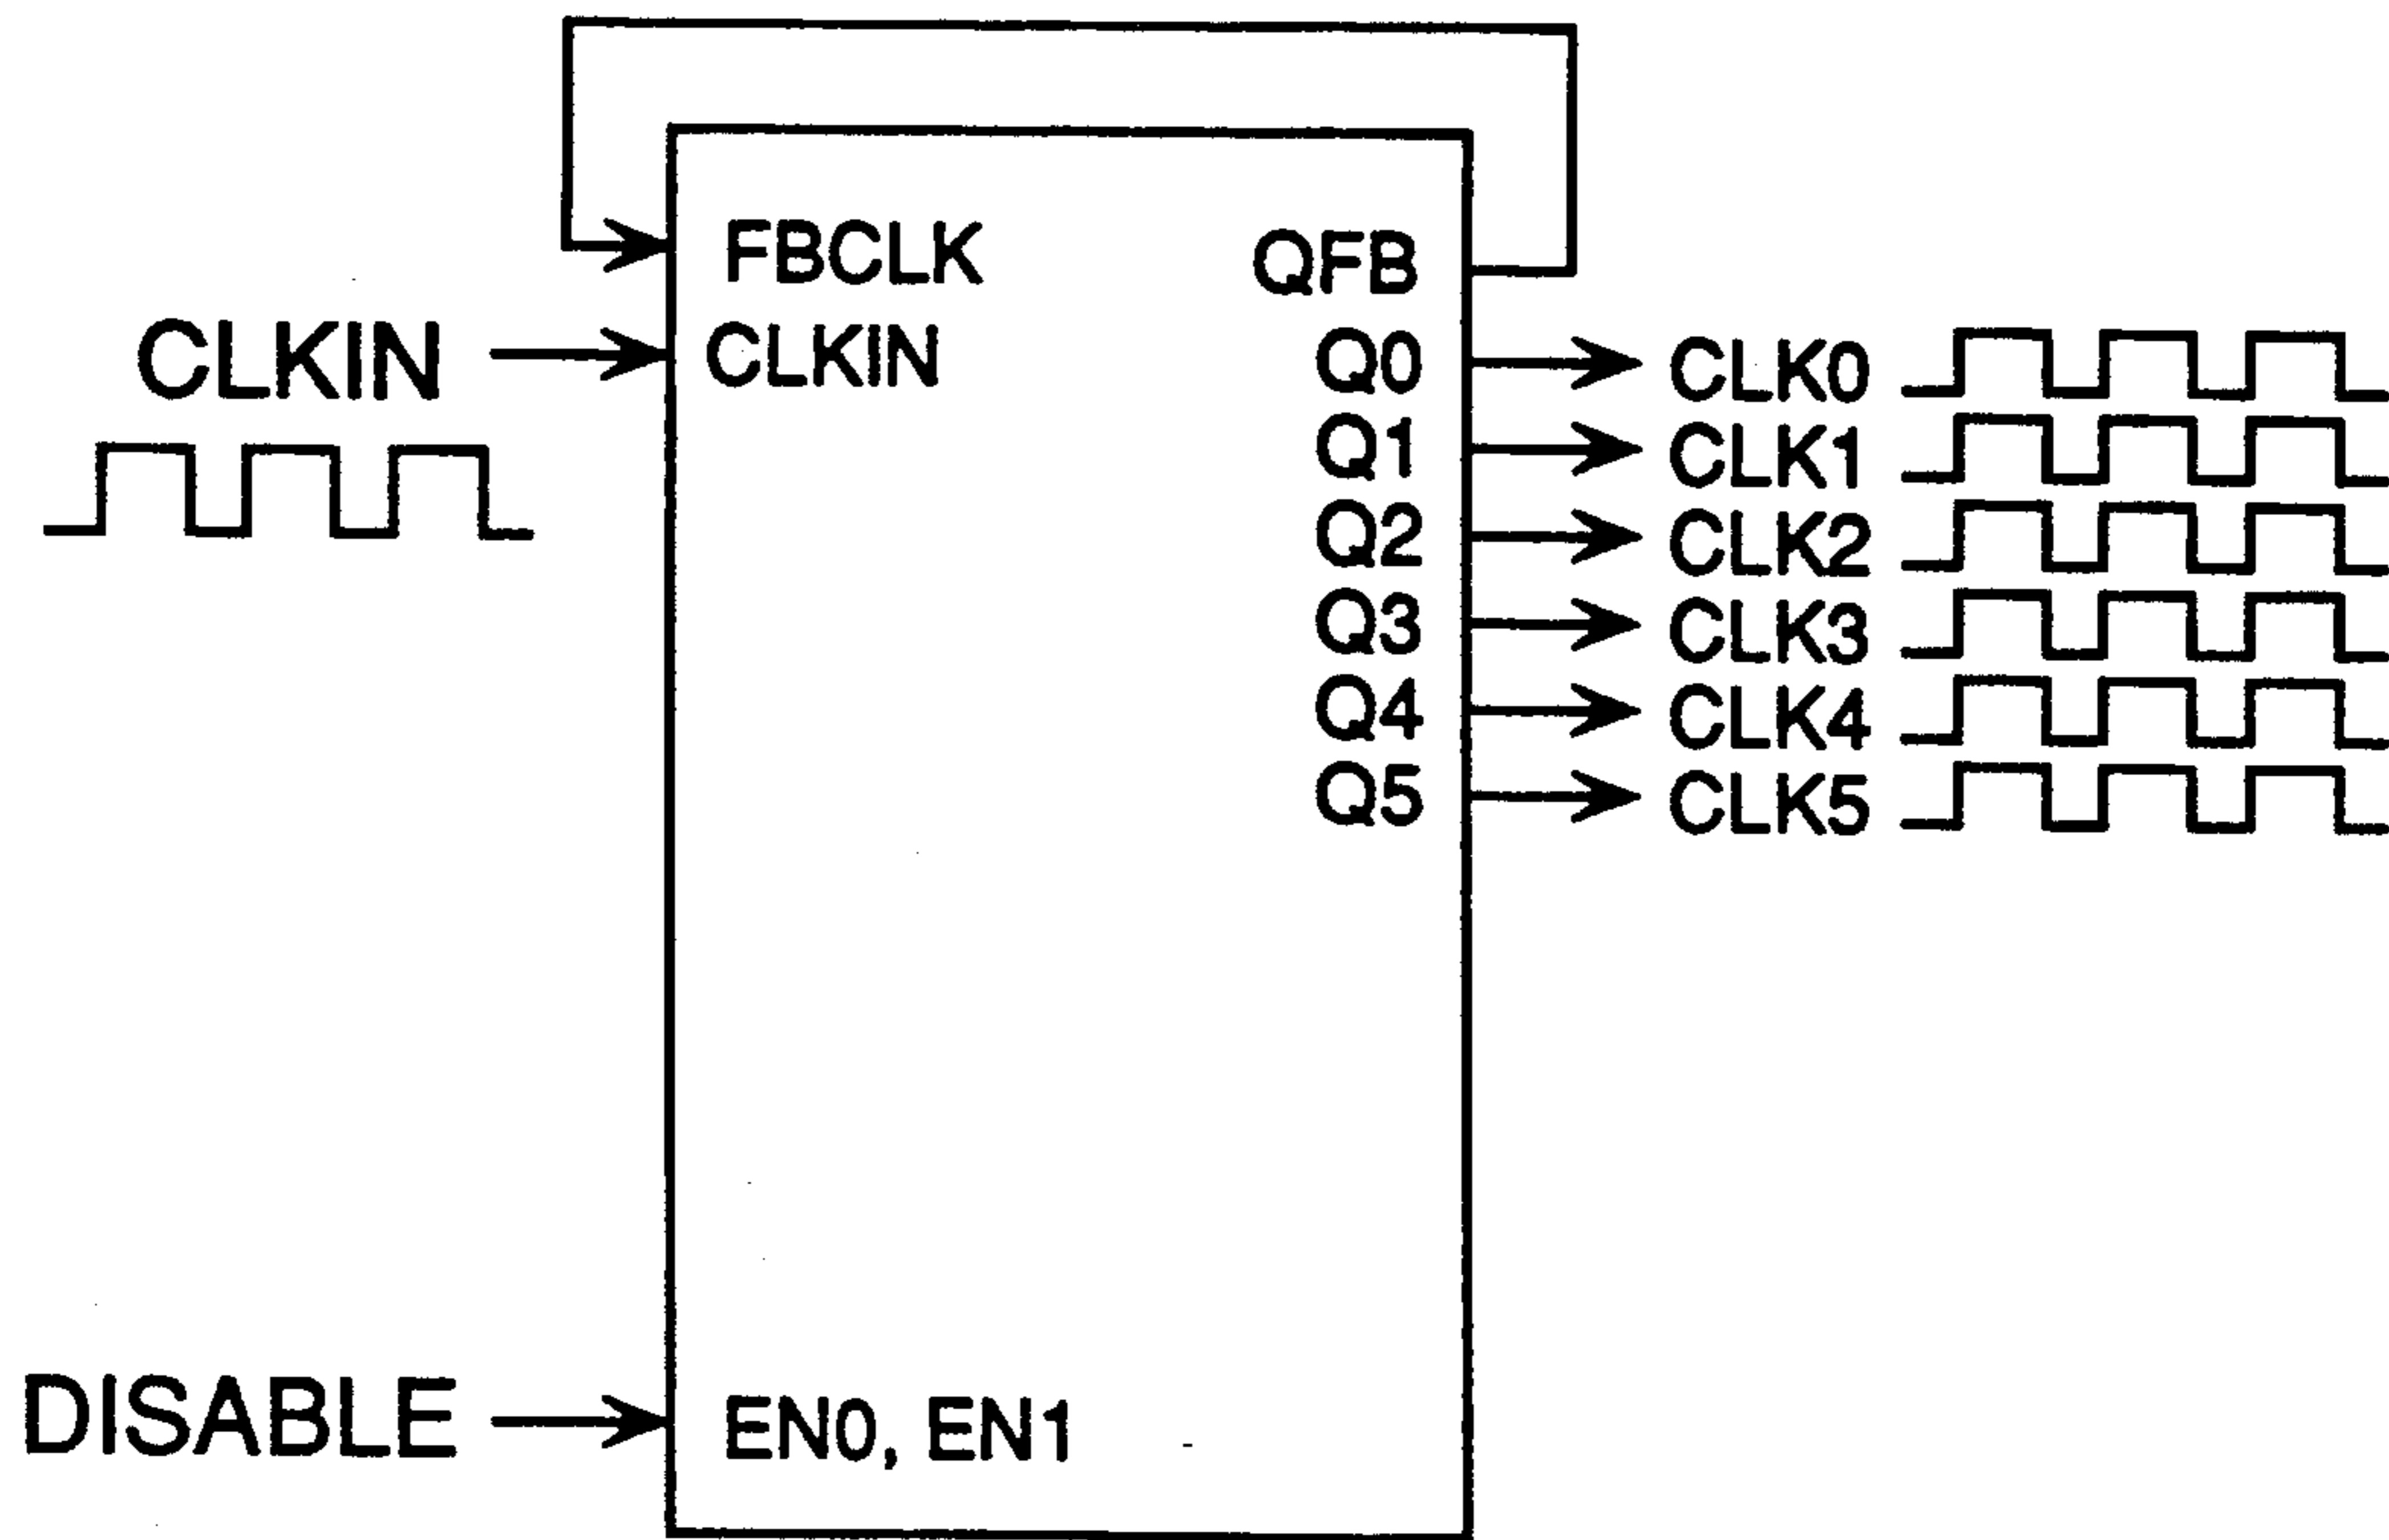 FBCLK QFB
CLKIN CLKIN Q0 CLK0
Q1 CLK1
Q2 CLK2
Q3 CLK3
Q4 CLK4
Q5 CLK5
DISABLE EN0, EN1